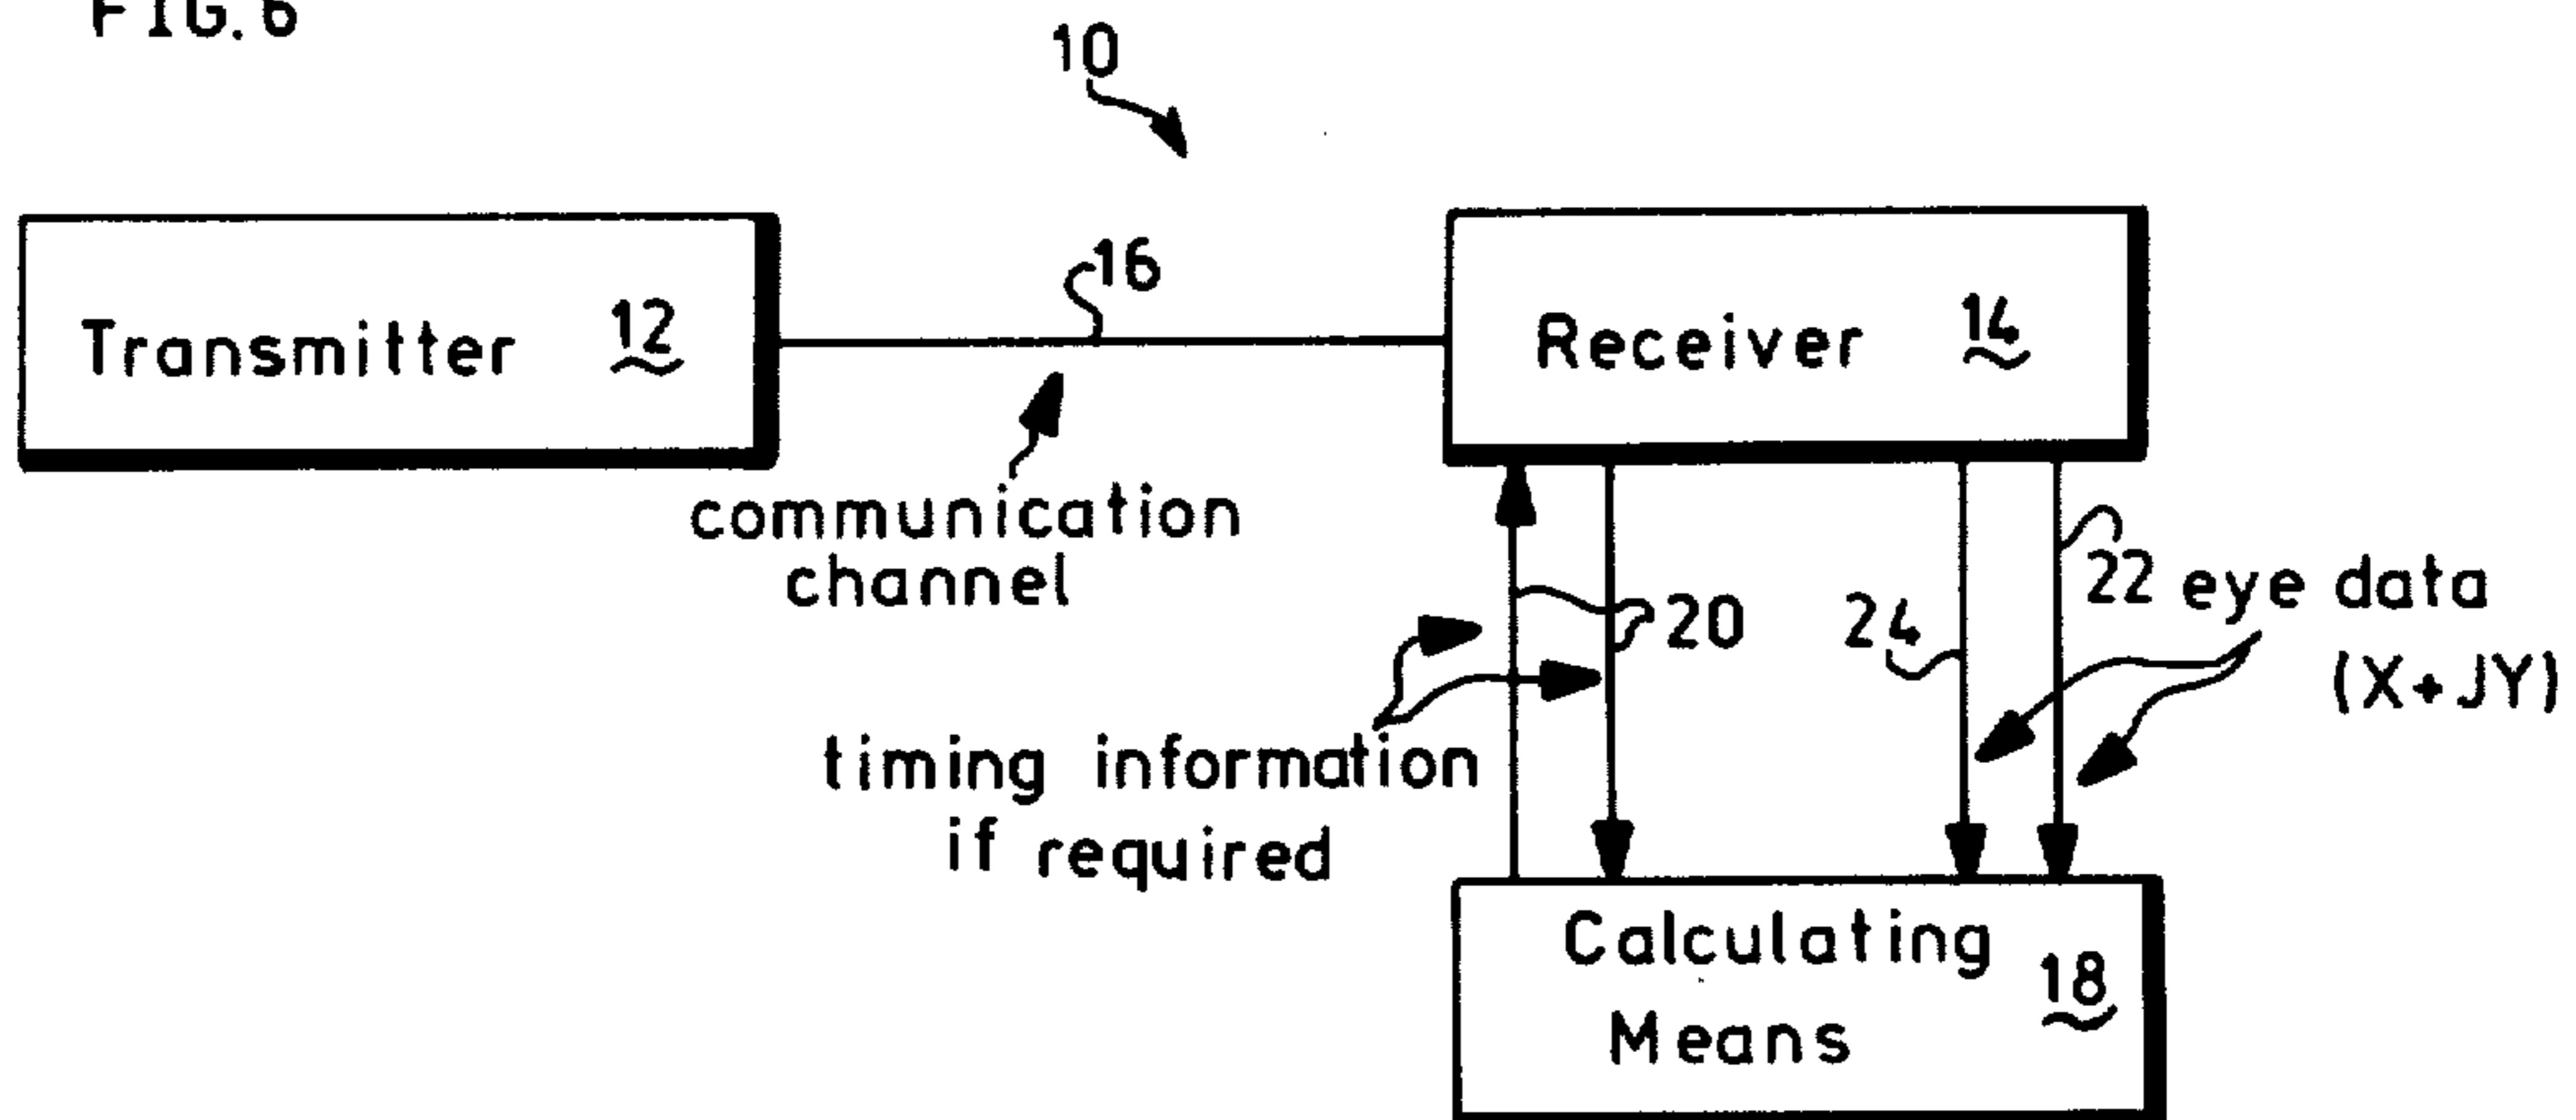 FIG. 6
10
16
Transmitter 12
Receiver 14
communication
channel
22 eye data
(X+JY)
24
20
timing information
if required
Calculating
Means 18